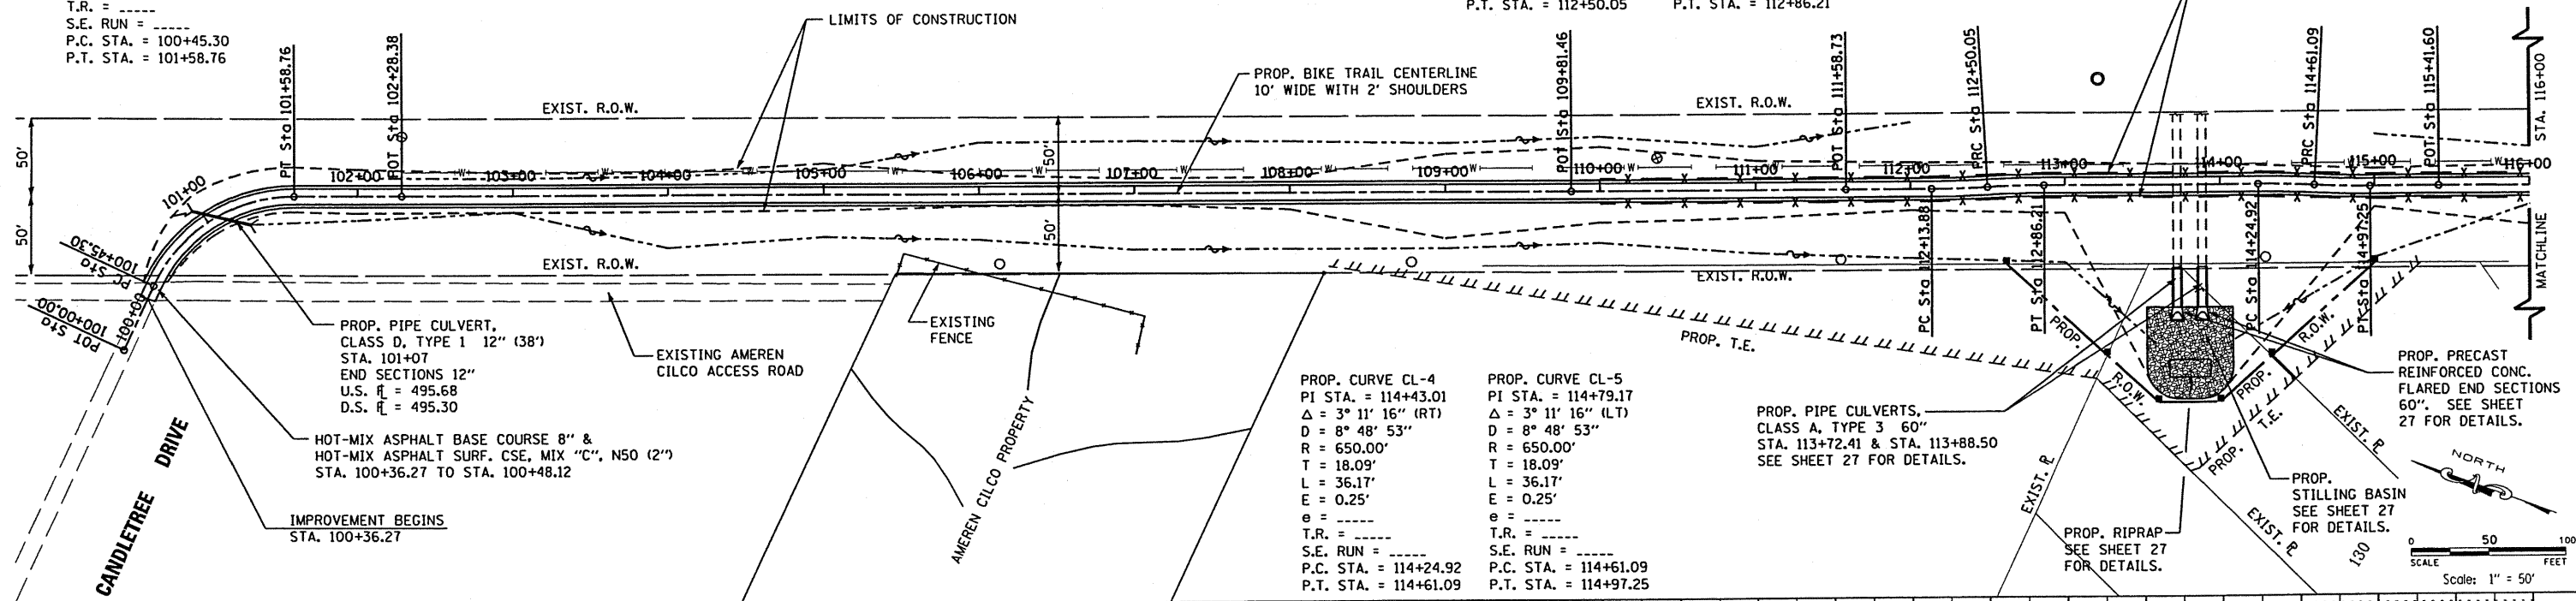 T.R. = _____
S.E. RUN = _____
P.C. STA. = 100+45.30
P.T. STA. = 101+58.76
P.T. STA. = 112+50.05
P.T. STA. = 112+86.21
LIMITS OF CONSTRUCTION
PROP. BIKE TRAIL CENTERLINE
10' WIDE WITH 2' SHOULDERS
PT Sta 101+58.76
POT Sta 102+28.38
POT Sta 109+81.46
POT Sta 111+58.73
PRC Sta 112+50.05
PRC Sta 114+61.09
POT Sta 115+41.60
STA. 116+00
MATCHLINE
EXIST. R.O.W.
EXIST. R.O.W.
50'
50'
50'
50'
101+00
102+00
103+00
104+00
105+00
106+00
107+00
108+00
109+00
110+00
111+00
112+00
113+00
114+00
115+00
116+00
W
W
W
W
W
W
W
W
W
EXIST. R.O.W.
EXIST. R.O.W.
PC Sta 112+13.88
PT Sta 112+86.21
PC Sta 114+24.92
PT Sta 114+97.25
PC Sta 100+45.30
POT Sta 100+00.00
100+00
PROP. PIPE CULVERT,
CLASS D, TYPE 1 12" (38')
STA. 101+07
END SECTIONS 12"
U.S. FL = 495.68
D.S. FL = 495.30
EXISTING AMEREN
CILCO ACCESS ROAD
EXISTING
FENCE
HOT-MIX ASPHALT BASE COURSE 8" &
HOT-MIX ASPHALT SURF. CSE, MIX "C", N50 (2")
STA. 100+36.27 TO STA. 100+48.12
IMPROVEMENT BEGINS
STA. 100+36.27
CANDLETREE DRIVE
AMEREN CILCO PROPERTY
PROP. T.E.
PROP. CURVE CL-4
PI STA. = 114+43.01
Δ = 3° 11' 16" (RT)
D = 8° 48' 53"
R = 650.00'
T = 18.09'
L = 36.17'
E = 0.25'
e = _____
T.R. = _____
S.E. RUN = _____
P.C. STA. = 114+24.92
P.T. STA. = 114+61.09
PROP. CURVE CL-5
PI STA. = 114+79.17
Δ = 3° 11' 16" (LT)
D = 8° 48' 53"
R = 650.00'
T = 18.09'
L = 36.17'
E = 0.25'
e = _____
T.R. = _____
S.E. RUN = _____
P.C. STA. = 114+61.09
P.T. STA. = 114+97.25
PROP. PIPE CULVERTS,
CLASS A, TYPE 3 60"
STA. 113+72.41 & STA. 113+88.50
SEE SHEET 27 FOR DETAILS.
PROP.
R.O.W.
PROP.
R.O.W.
PROP.
T.E.
PROP. PRECAST
REINFORCED CONC.
FLARED END SECTIONS
60". SEE SHEET
27 FOR DETAILS.
EXIST. PL
EXIST. PL
EXIST. PL
PROP. RIPRAP
SEE SHEET 27
FOR DETAILS.
PROP.
STILLING BASIN
SEE SHEET 27
FOR DETAILS.
130
NORTH
0 50 100
SCALE FEET
Scale: 1" = 50'